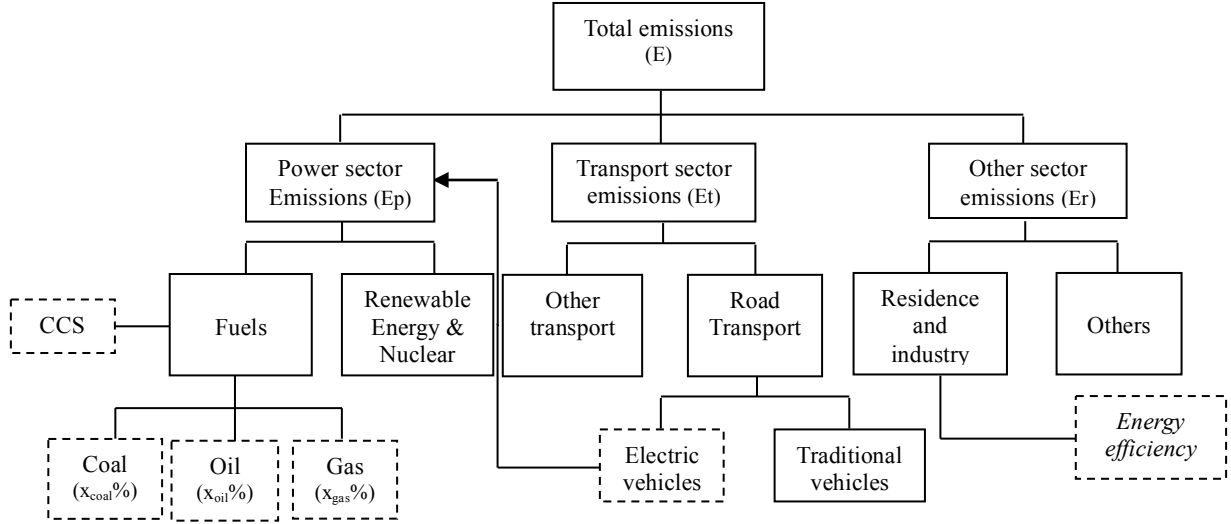 Total emissions
(E)
Power sector
Emissions (Ep)
Transport sector
emissions (Et)
Other sector
emissions (Er)
CCS
Fuels
Renewable
Energy &
Nuclear
Other
transport
Road
Transport
Residence
and
industry
Others
Coal
(xcoal%)
Oil
(xoil%)
Gas
(xgas%)
Electric
vehicles
Traditional
vehicles
Energy
efficiency